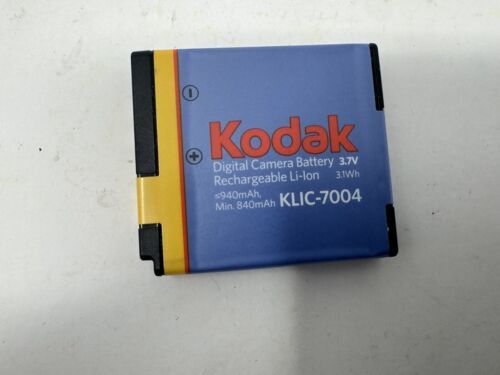 Kodak
Digital Camera Battery 3.7V
Rechargeable Li-Ion 3.1Wh
≤940mAh,
Min. 840mAh KLIC-7004